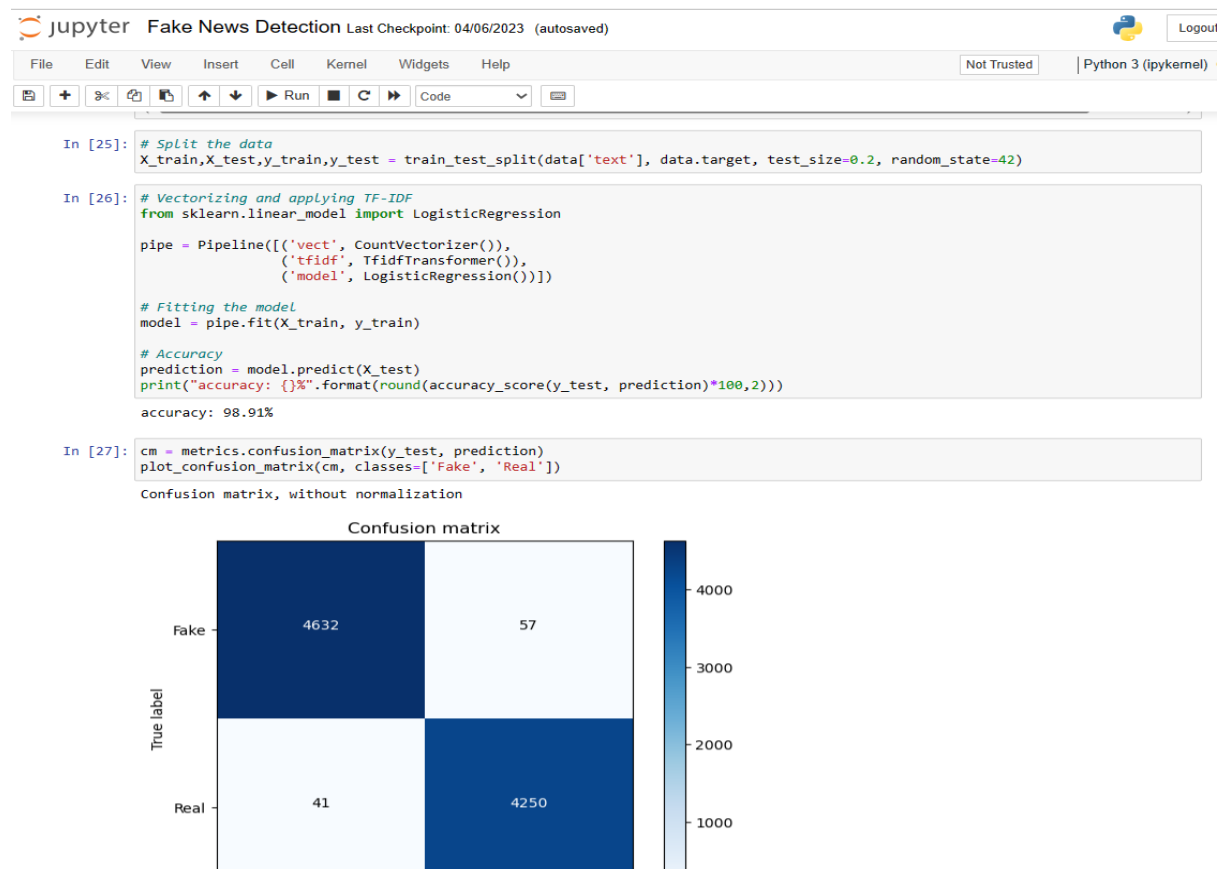 jupyter Fake News Detection Last Checkpoint: 04/06/2023 (autosaved)
Logout
File Edit View Insert Cell Kernel Widgets Help
Not Trusted
Python 3 (ipykernel)
Run
Code
In [25]: # Split the data
X_train,X_test,y_train,y_test = train_test_split(data['text'], data.target, test_size=0.2, random_state=42)
In [26]: # Vectorizing and applying TF-IDF
from sklearn.linear_model import LogisticRegression
pipe = Pipeline([('vect', CountVectorizer()),
('tfidf', TfidfTransformer()),
('model', LogisticRegression())])
# Fitting the model
model = pipe.fit(X_train, y_train)
# Accuracy
prediction = model.predict(X_test)
print("accuracy: {}%".format(round(accuracy_score(y_test, prediction)*100,2)))
accuracy: 98.91%
In [27]: cm = metrics.confusion_matrix(y_test, prediction)
plot_confusion_matrix(cm, classes=['Fake', 'Real'])
Confusion matrix, without normalization
Confusion matrix
4000
Fake 4632 57
3000
True label
2000
Real 41 4250
1000